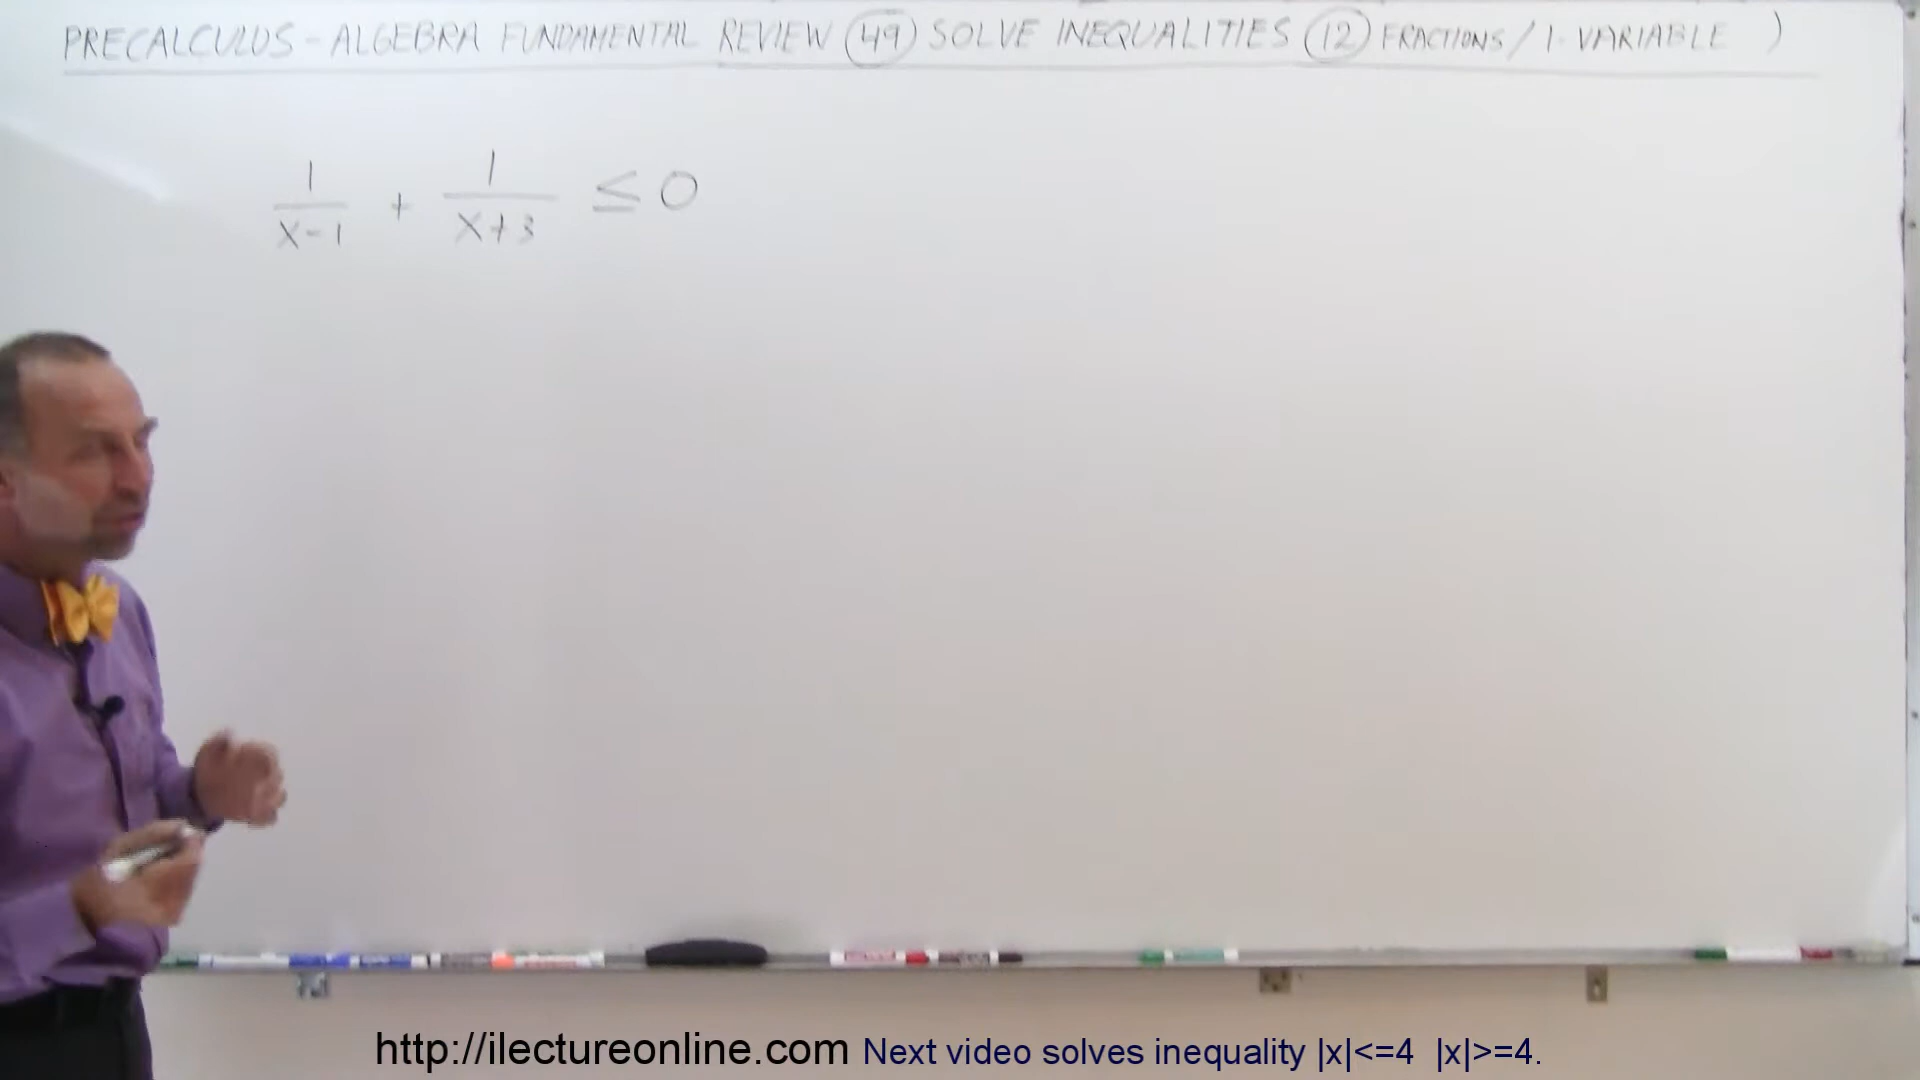 PRECALCULUS - ALGEBRA FUNDAMENTAL REVIEW 49 SOLVE INEQUALITIES 12 FRACTIONS / 1-VARIABLE )
1/(x-1) + 1/(x+3) ≤ 0
http://ilectureonline.com Next video solves inequality |x|<=4 |x|>=4.